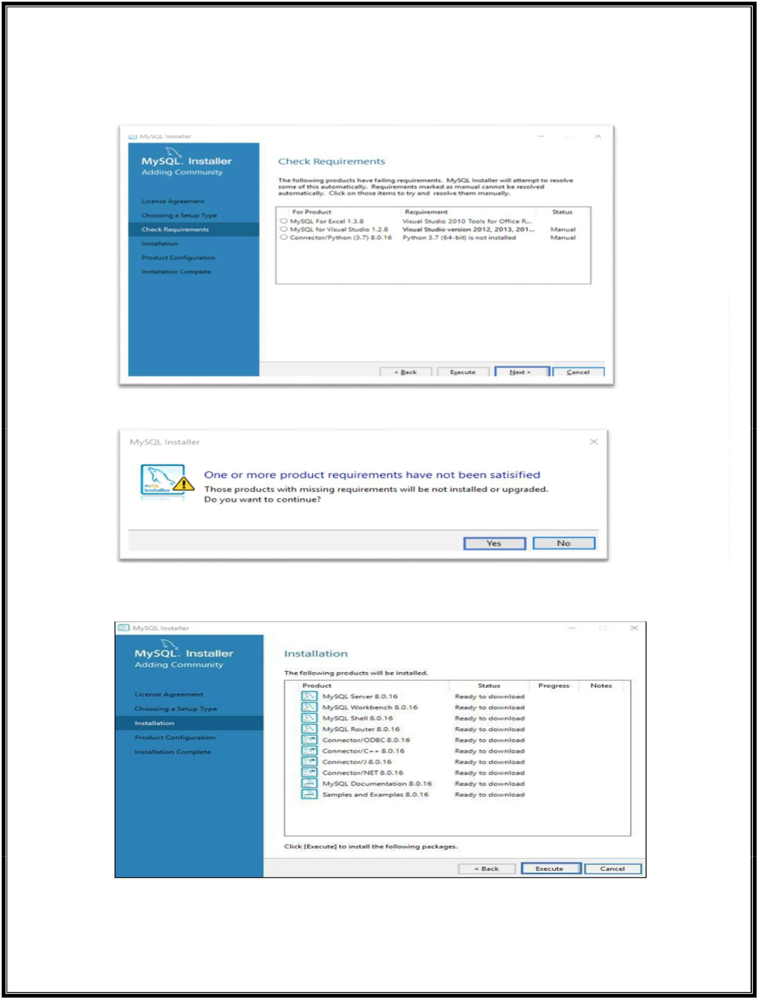 MySQL Installer
MySQL. Installer
Adding Community
License Agreement
Choosing a Setup Type
Check Requirements
Installation
Product Configuration
Installation Complete
Check Requirements
The following products have failing requirements. MySQL Installer will attempt to resolve
some of this automatically. Requirements marked as manual cannot be resolved
automatically. Click on those items to try and resolve them manually.
For Product Requirement Status
MySQL For Excel 1.3.8 Visual Studio 2010 Tools for Office R...
MySQL for Visual Studio 1.2.8 Visual Studio version 2012, 2013, 201... Manual
Connector/Python (3.7) 8.0.16 Python 3.7 (64-bit) is not installed Manual
< Back Execute Next > Cancel
MySQL Installer
MySQL
Installer
One or more product requirements have not been satisified
Those products with missing requirements will be not installed or upgraded.
Do you want to continue?
Yes No
MySQL Installer
MySQL. Installer
Adding Community
License Agreement
Choosing a Setup Type
Installation
Product Configuration
Installation Complete
Installation
The following products will be installed.
Product Status Progress Notes
MySQL Server 8.0.16 Ready to download
MySQL Workbench 8.0.16 Ready to download
MySQL Shell 8.0.16 Ready to download
MySQL Router 8.0.16 Ready to download
Connector/ODBC 8.0.16 Ready to download
Connector/C++ 8.0.16 Ready to download
Connector/J 8.0.16 Ready to download
Connector/NET 8.0.16 Ready to download
MySQL Documentation 8.0.16 Ready to download
Samples and Examples 8.0.16 Ready to download
Click [Execute] to install the following packages.
< Back Execute Cancel